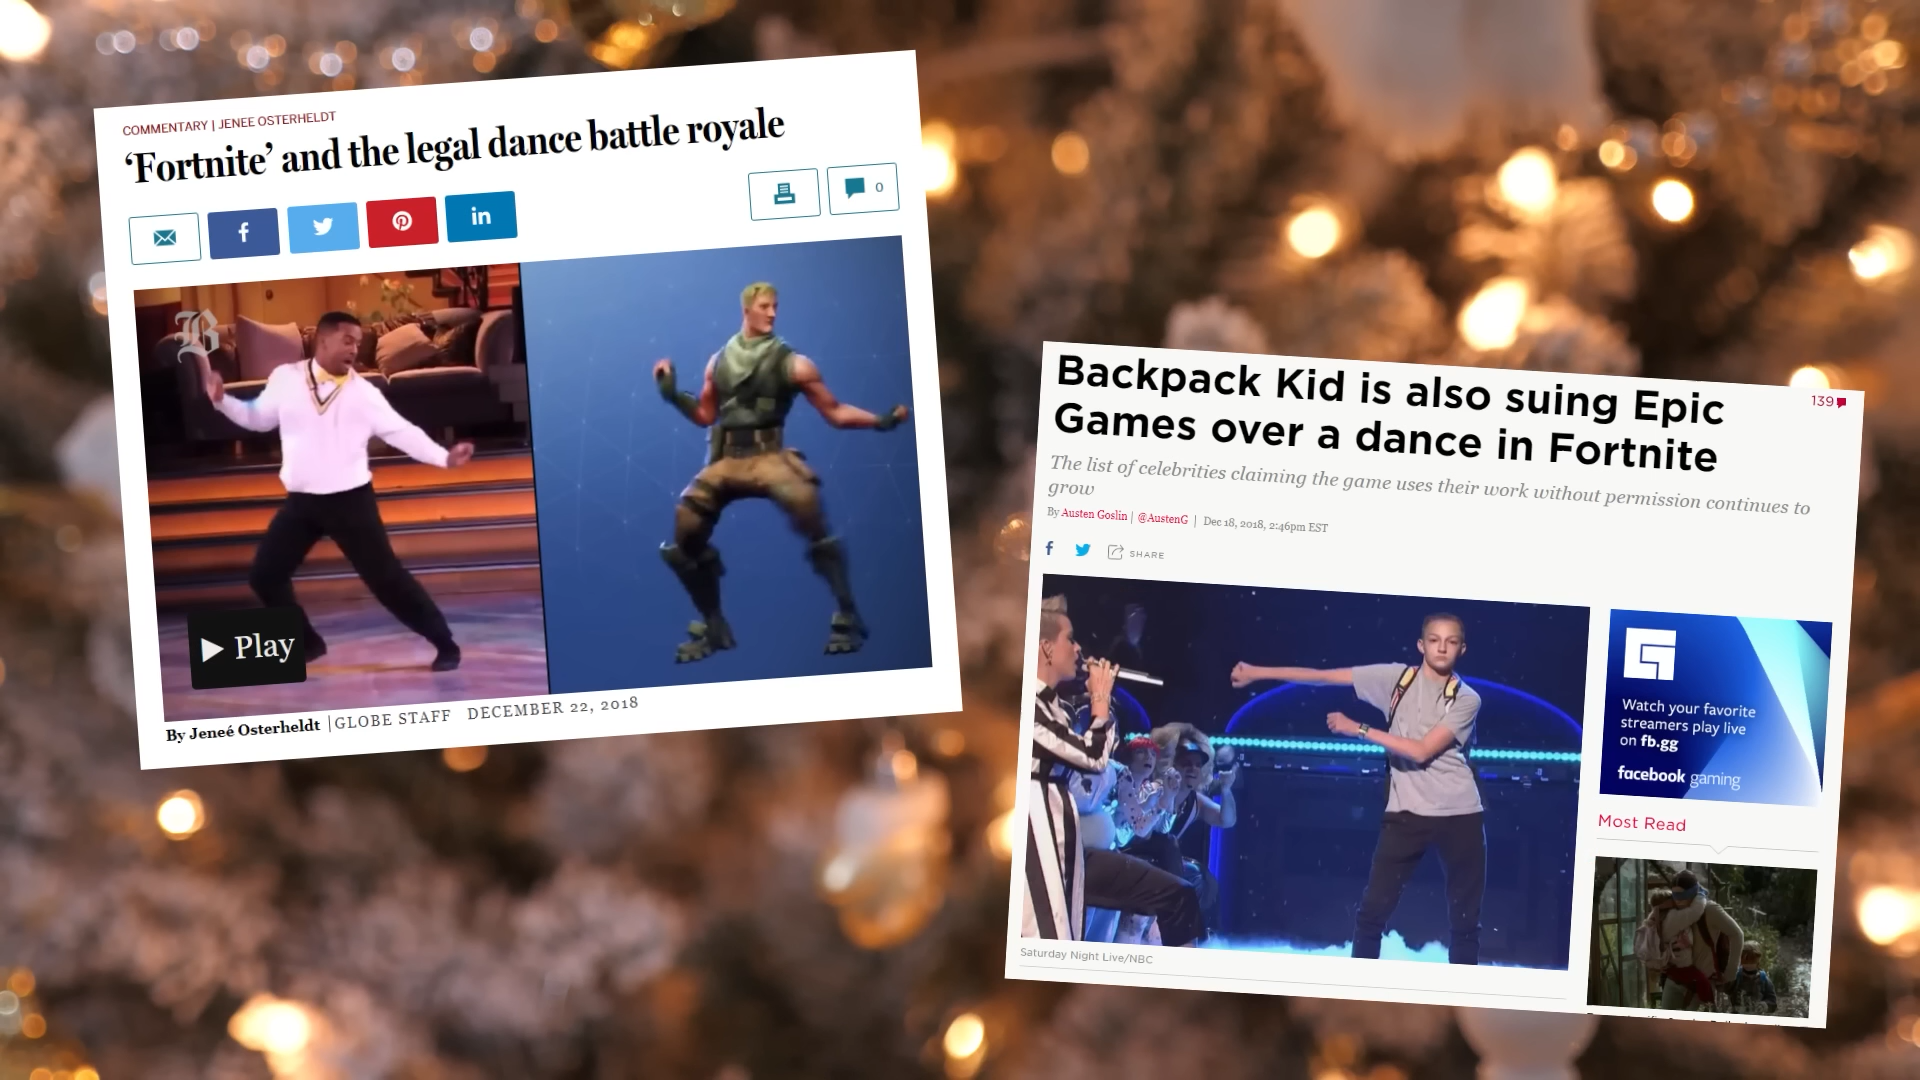 COMMENTARY | JENEE OSTERHELDT
‘Fortnite’ and the legal dance battle royale
0
B
Play
By Jeneé Osterheldt | GLOBE STAFF DECEMBER 22, 2018
Backpack Kid is also suing Epic
Games over a dance in Fortnite
139
The list of celebrities claiming the game uses their work without permission continues to
grow
By Austen Goslin | @AustenG | Dec 18, 2018, 2:46pm EST
SHARE
Watch your favorite
streamers play live
on fb.gg
facebook gaming
Most Read
Saturday Night Live/NBC